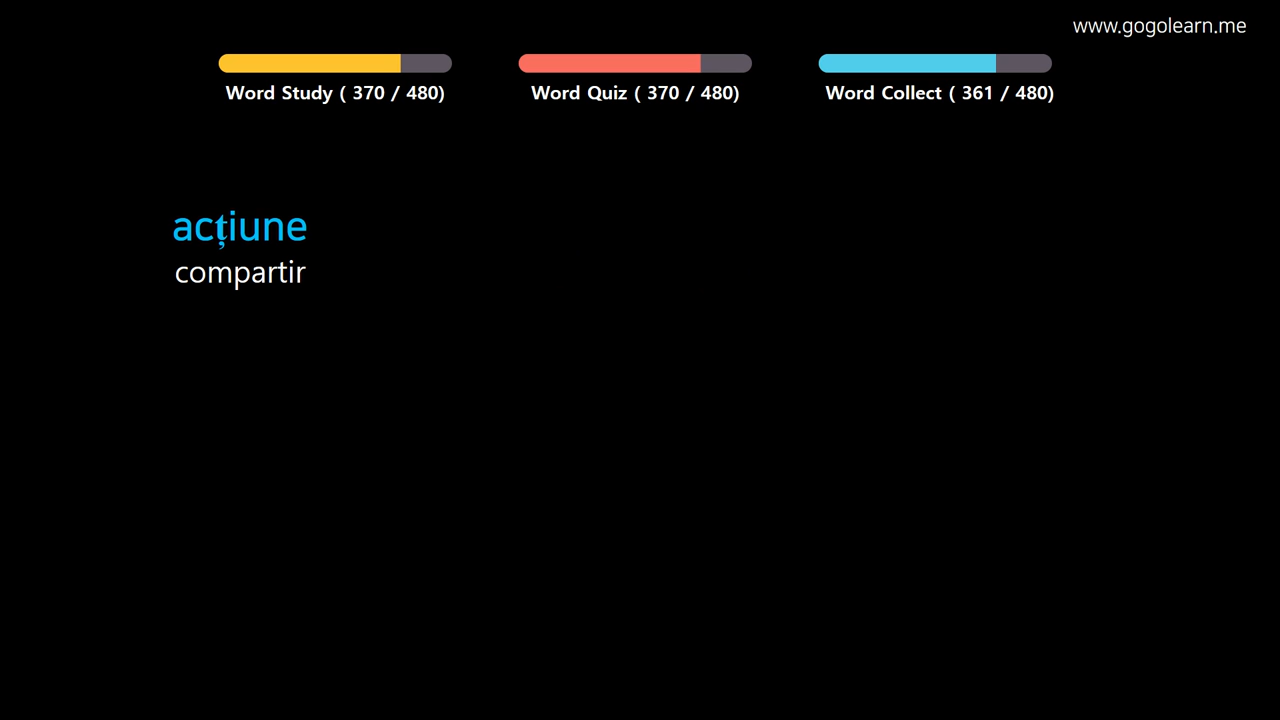 www.gogolearn.me
Word Study ( 370 / 480)
Word Quiz ( 370 / 480)
Word Collect ( 361 / 480)
acțiune
compartir